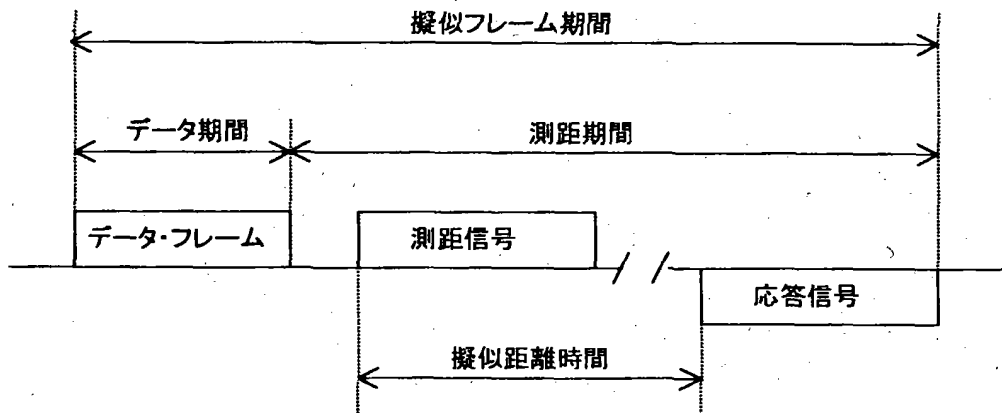 擬似フレーム期間
データ期間
測距期間
データ・フレーム
測距信号
応答信号
擬似距離時間